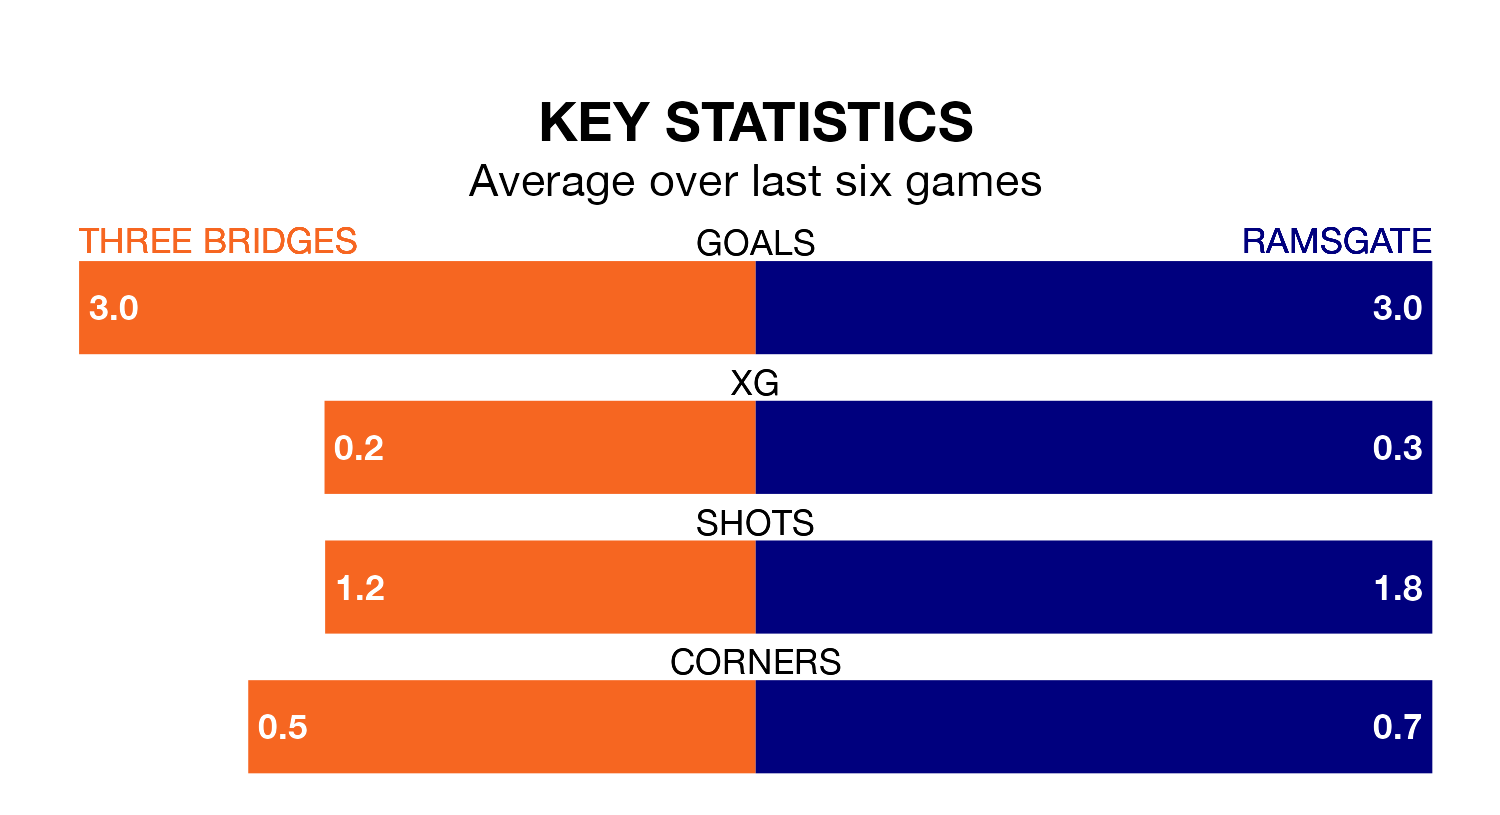 KEY STATISTICS
Average over last six games
THREE BRIDGES GOALS RAMSGATE
3.0 3.0
XG
0.2 0.3
SHOTS
1.2 1.8
CORNERS
0.5 0.7